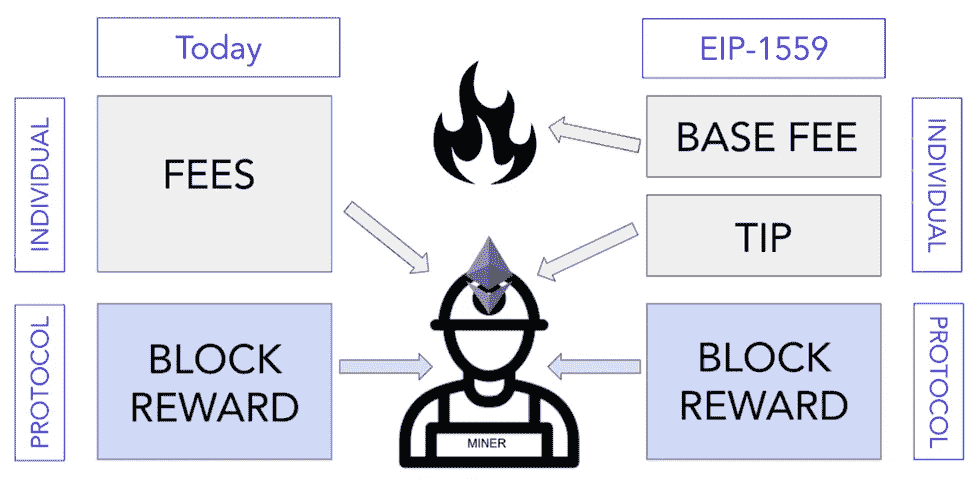 Today
EIP-1559
INDIVIDUAL
FEES
BASE FEE
TIP
INDIVIDUAL
PROTOCOL
BLOCK
REWARD
MINER
BLOCK
REWARD
PROTOCOL